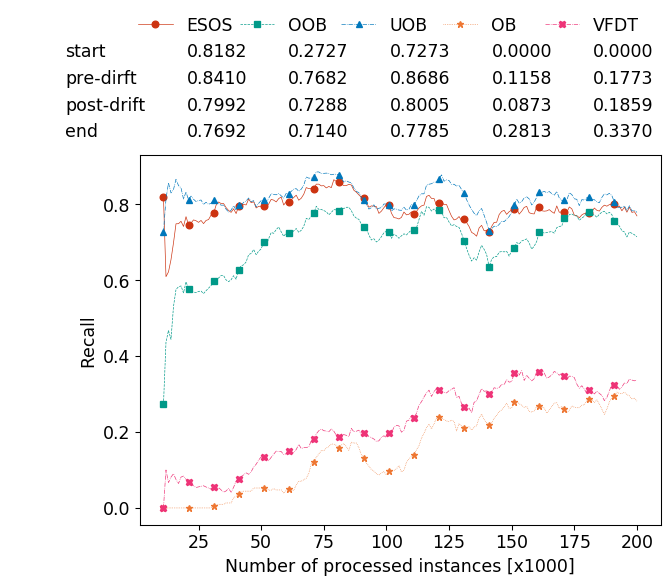 ESOS OOB UOB OB VFDT
start 0.8182 0.2727 0.7273 0.0000 0.0000
pre-dirft 0.8410 0.7682 0.8686 0.1158 0.1773
post-drift 0.7992 0.7288 0.8005 0.0873 0.1859
end 0.7692 0.7140 0.7785 0.2813 0.3370
0.8
0.6
0.4
0.2
0.0
Recall
25 50 75 100 125 150 175 200
Number of processed instances [x1000]